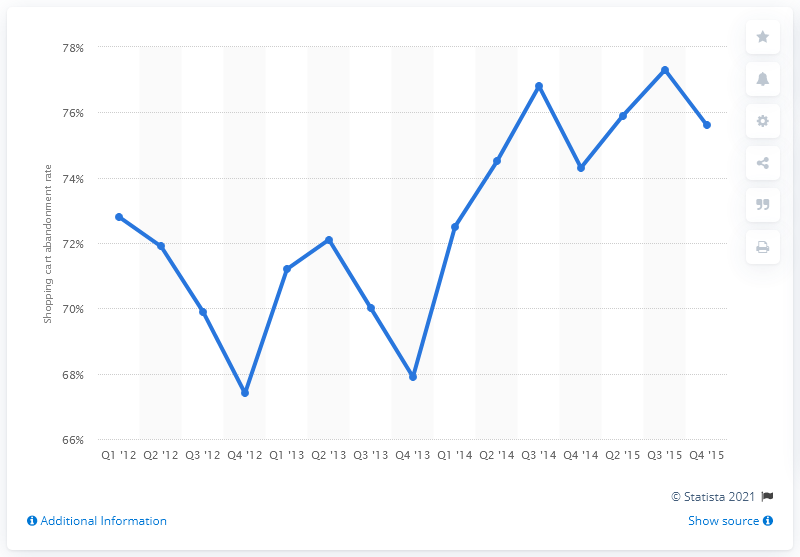 78%
76%
74%
72%
70%
68%
66%
Shopping cart abandonment rate
Q1 '12 Q2 '12 Q3 '12 Q4 '12 Q1 '13 Q2 '13 Q3 '13 Q4 '13 Q1 '14 Q2 '14 Q3 '14 Q4 '14 Q2 '15 Q3 '15 Q4 '15
© Statista 2021
Additional Information
Show source